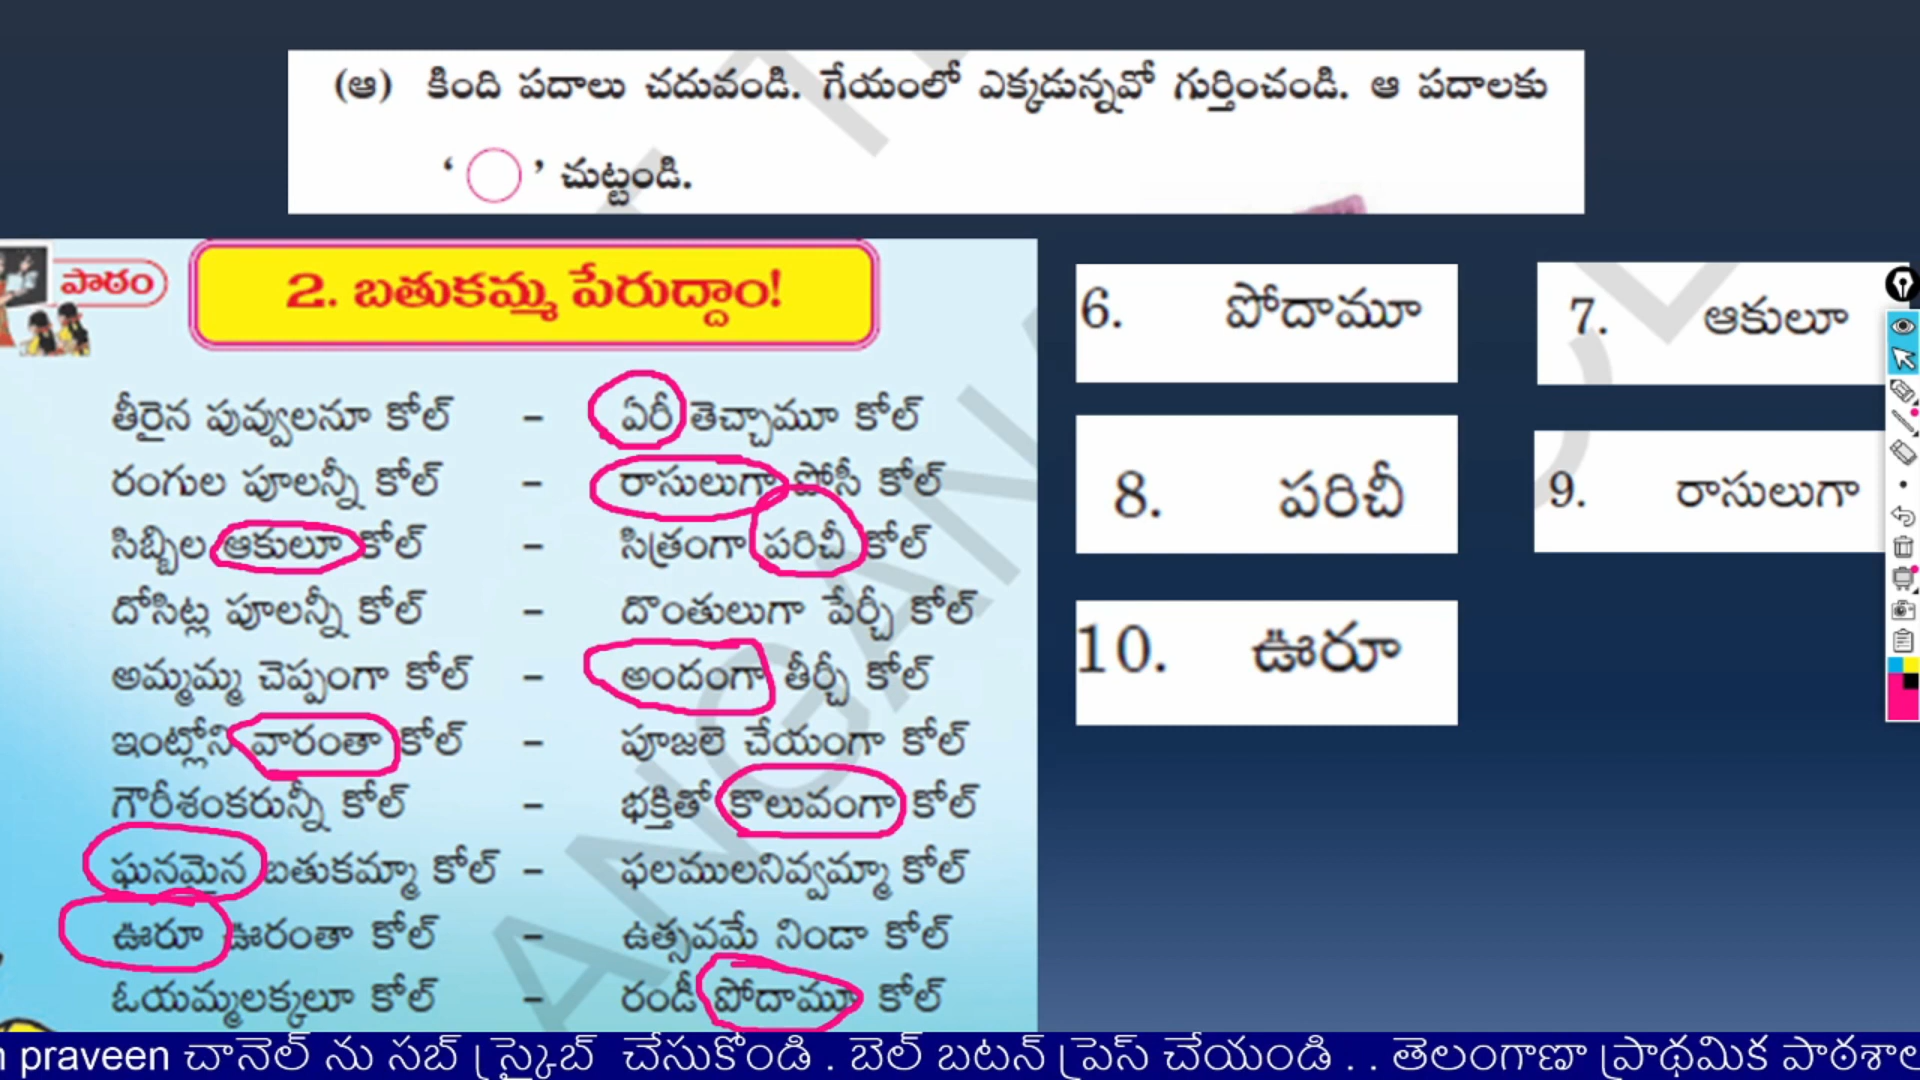 (ఆ) కింది పదాలు చదువండి. గేయంలో ఎక్కడున్నవో గుర్తించండి. ఆ పదాలకు
‘ ◯ ’ చుట్టండి.
పాఠం
2. బతుకమ్మ పేరుద్దాం!
తీరైన పువ్వులనూ కోల్ – ఏరీ తెచ్చామూ కోల్
రంగుల పూలన్నీ కోల్ – రాసులుగా పోసీ కోల్
సిబ్బిల ఆకులూ కోల్ – సిత్రంగా పరిచీ కోల్
దోసిట్ల పూలన్నీ కోల్ – దొంతులుగా పేర్చీ కోల్
అమ్మమ్మ చెప్పంగా కోల్ – అందంగా తీర్చీ కోల్
ఇంట్లోని వారంతా కోల్ – పూజలె చేయంగా కోల్
గౌరీశంకరున్నీ కోల్ – భక్తితో కొలువంగా కోల్
ఘనమైన బతుకమ్మా కోల్ – ఫలములనివ్వమ్మా కోల్
ఊరూ ఊరంతా కోల్ – ఉత్సవమే నిండా కోల్
ఓయమ్మలక్కలూ కోల్ – రండీ పోదామూ కోల్
6. పోదామూ
7. ఆకులూ
8. పరిచీ
9. రాసులుగా
10. ఊరూ
praveen చానెల్ ను సబ్ స్క్రైబ్ చేసుకోండి . బెల్ బటన్ ప్రెస్ చేయండి . . తెలంగాణా ప్రాథమిక పాఠశాల